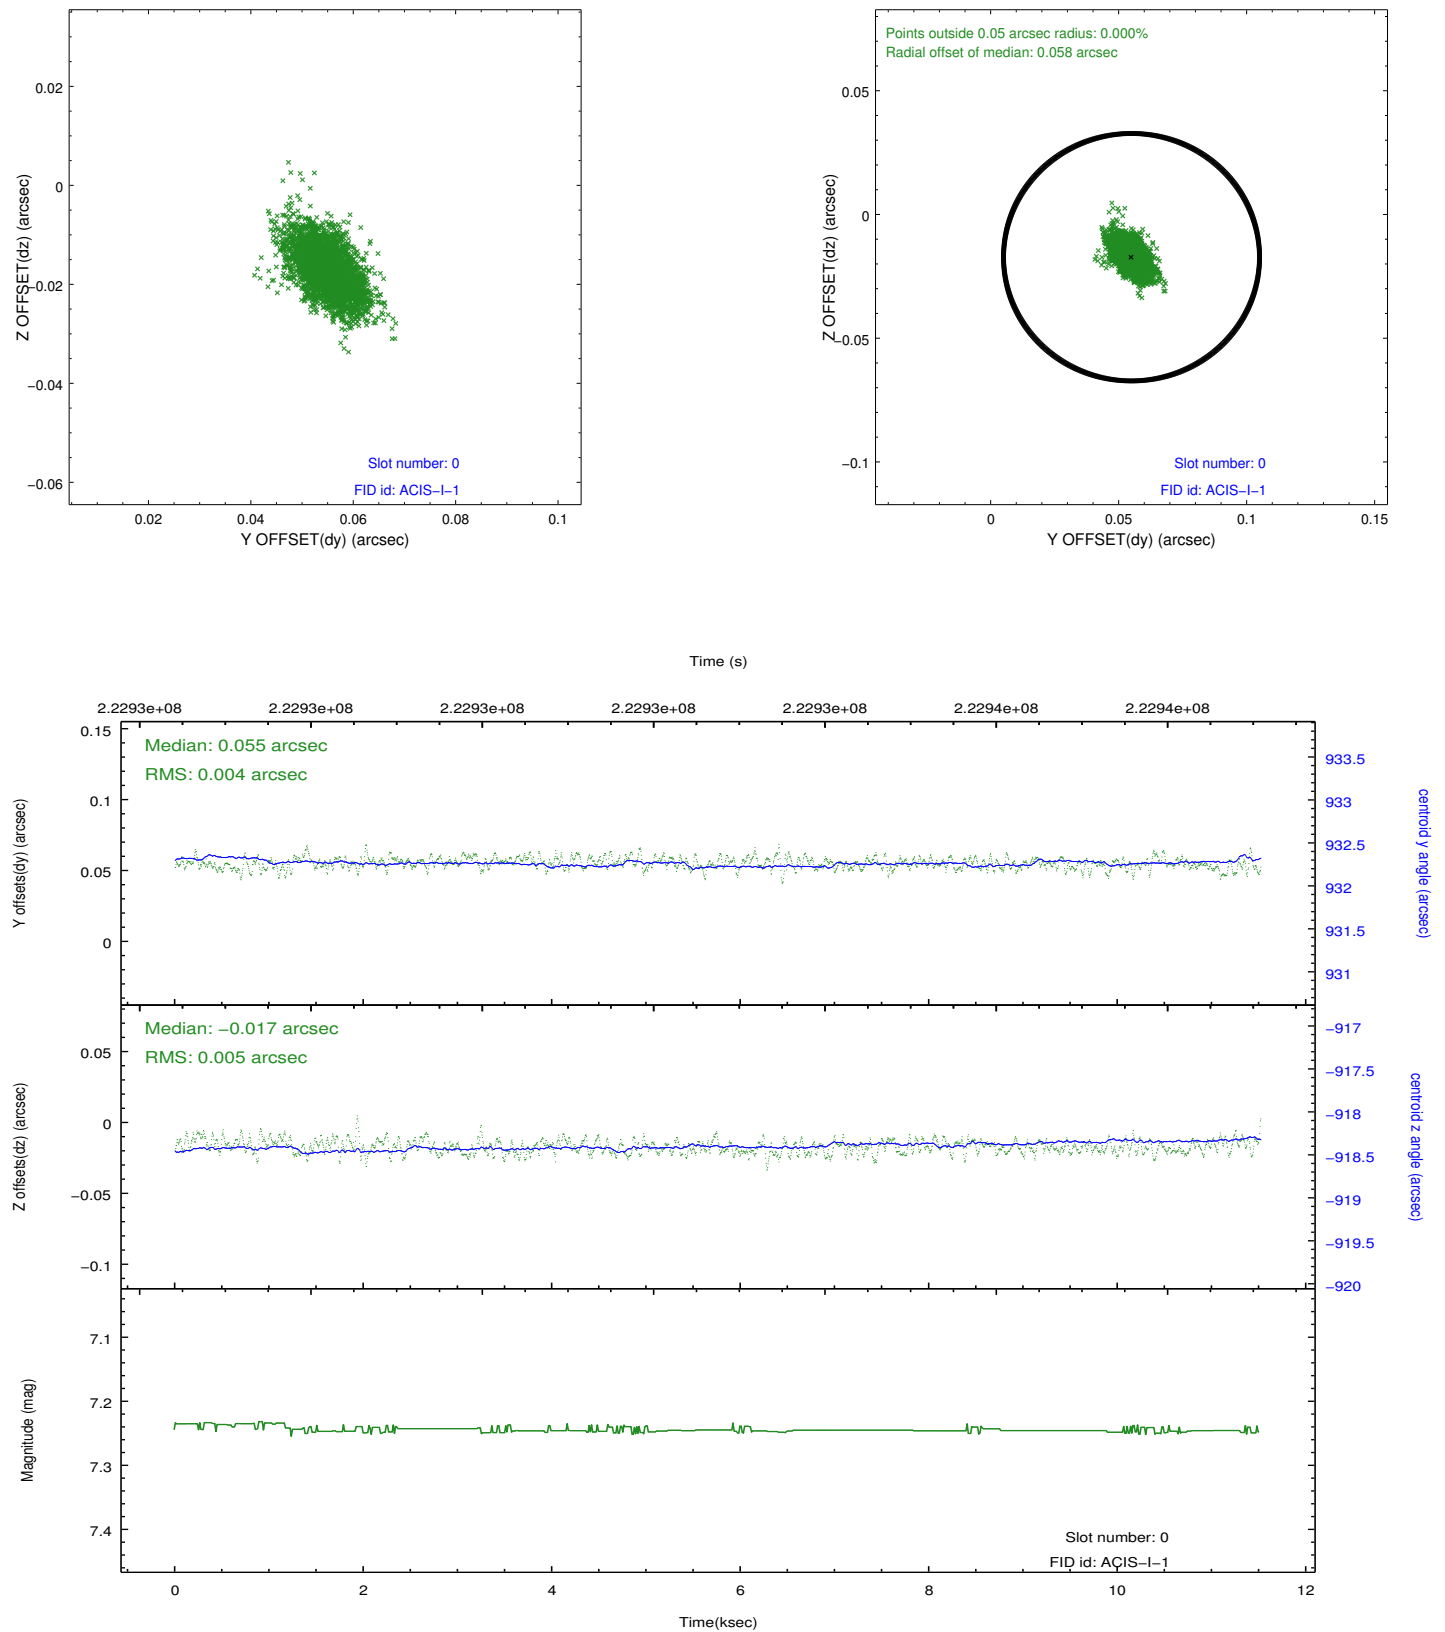 0.02
0
−0.02
−0.04
−0.06
Z OFFSET(dz) (arcsec)
Slot number: 0
FID id: ACIS−I−1
0.02 0.04 0.06 0.08 0.1
Y OFFSET(dy) (arcsec)
Points outside 0.05 arcsec radius: 0.000%
Radial offset of median: 0.058 arcsec
0.05
0
−0.05
−0.1
Z OFFSET(dz) (arcsec)
Slot number: 0
FID id: ACIS−I−1
0 0.05 0.1 0.15
Y OFFSET(dy) (arcsec)
Time (s)
2.2293e+08 2.2293e+08 2.2293e+08 2.2293e+08 2.2293e+08 2.2294e+08 2.2294e+08
Median: 0.055 arcsec
RMS: 0.004 arcsec
0.15
0.1
0.05
0
Y offsets(dy) (arcsec)
933.5
933
932.5
932
931.5
931
centroid y angle (arcsec)
Median: −0.017 arcsec
RMS: 0.005 arcsec
0.05
0
−0.05
−0.1
Z offsets(dz) (arcsec)
−917
−917.5
−918
−918.5
−919
−919.5
−920
centroid z angle (arcsec)
7.1
7.2
7.3
7.4
Magnitude (mag)
Slot number: 0
FID id: ACIS−I−1
0 2 4 6 8 10 12
Time(ksec)